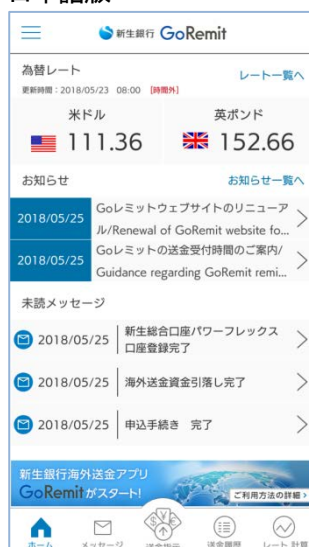 日本語版
新生銀行 GoRemit
為替レート
レート一覧へ
更新時間：2018/05/23 08:00 [時間外]
米ドル
英ポンド
111.36
152.66
お知らせ
お知らせ一覧へ
2018/05/25
Goレミットウェブサイトのリニューア
ル/Renewal of GoRemit website fo...
2018/05/25
Goレミットの送金受付時間のご案内/
Guidance regarding GoRemit remi...
未読メッセージ
2018/05/25
新生総合口座パワーフレックス
口座登録完了
2018/05/25
海外送金資金引落し完了
2018/05/25
申込手続き 完了
新生銀行海外送金アプリ
GoRemitがスタート!
ご利用方法の詳細
ホーム
メッセージ
送金指示
送金履歴
レート計算